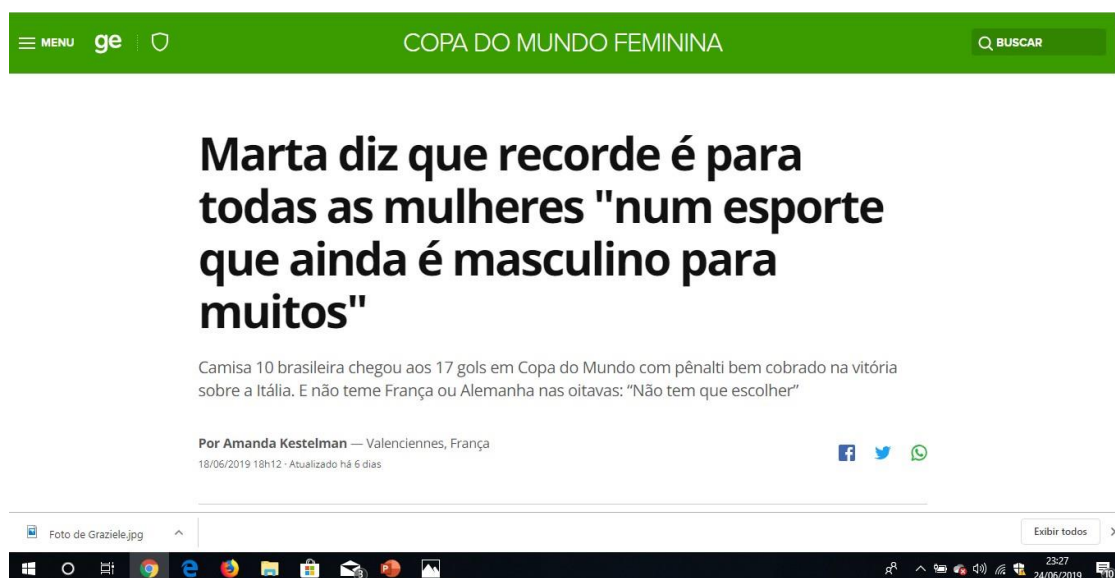 MENU ge COPA DO MUNDO FEMININA BUSCAR
Marta diz que recorde é para
todas as mulheres "num esporte
que ainda é masculino para
muitos"
Camisa 10 brasileira chegou aos 17 gols em Copa do Mundo com pênalti bem cobrado na vitória
sobre a Itália. E não teme França ou Alemanha nas oitavas: “Não tem que escolher”
Por Amanda Kestelman — Valenciennes, França
18/06/2019 18h12 · Atualizado há 6 dias
Foto de Graziele.jpg Exibir todos
23:27
24/06/2019